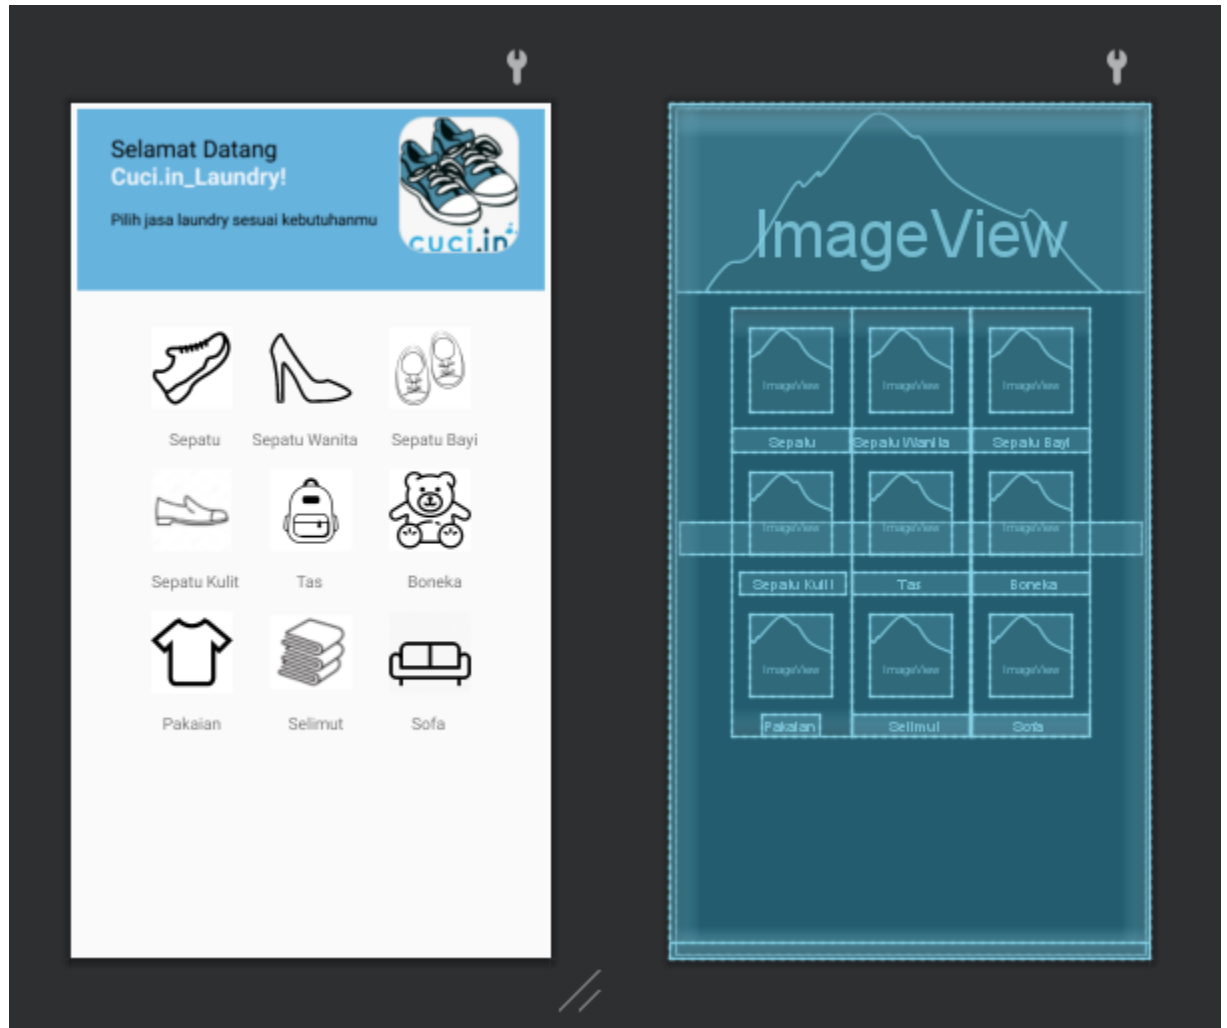 Selamat Datang
Cuci.in_Laundry!
Pilih jasa laundry sesuai kebutuhanmu
cuci.in
Sepatu Sepatu Wanita Sepatu Bayi
Sepatu Kulit Tas Boneka
Pakaian Selimut Sofa
ImageView
ImageView ImageView ImageView
Sepatu Sepatu Wanita Sepatu Bayi
ImageView ImageView ImageView
Sepatu Kulit Tas Boneka
ImageView ImageView ImageView
Pakaian Selimut Sofa